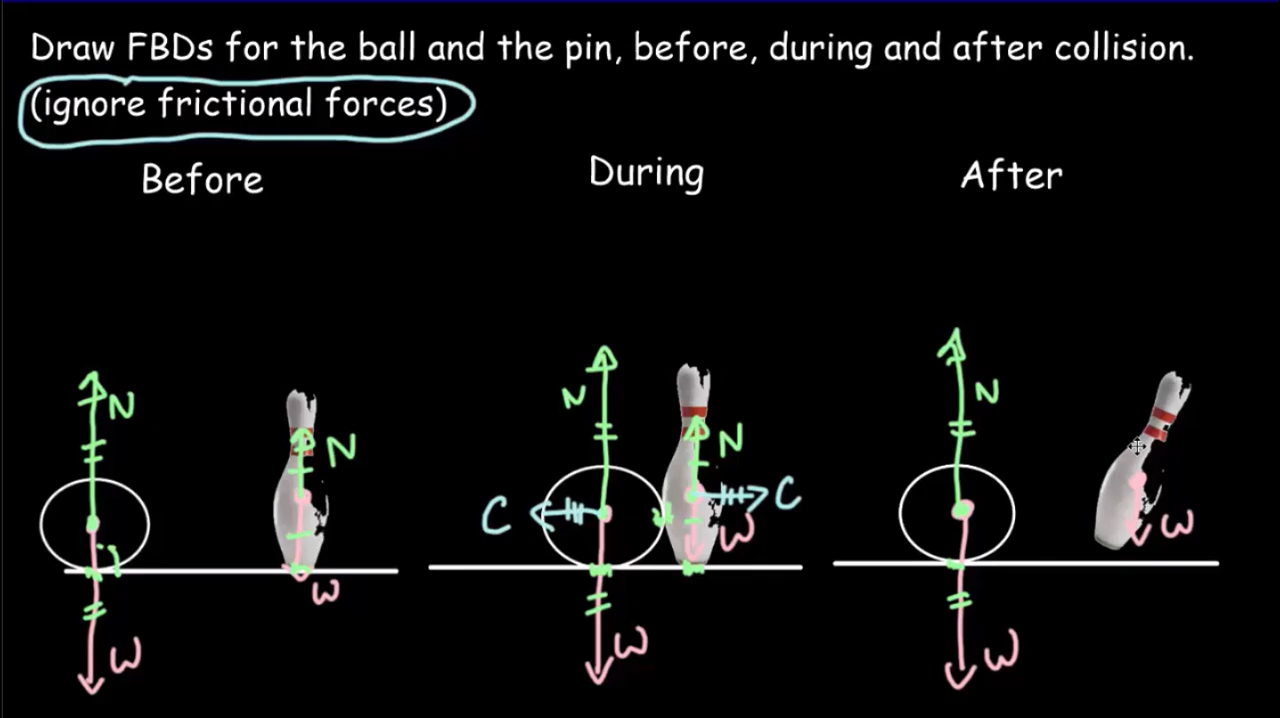 Draw FBDs for the ball and the pin, before, during and after collision.
(ignore frictional forces)
Before
During
After
N
N
W
W
N
N
C
C
W
W
N
W
W